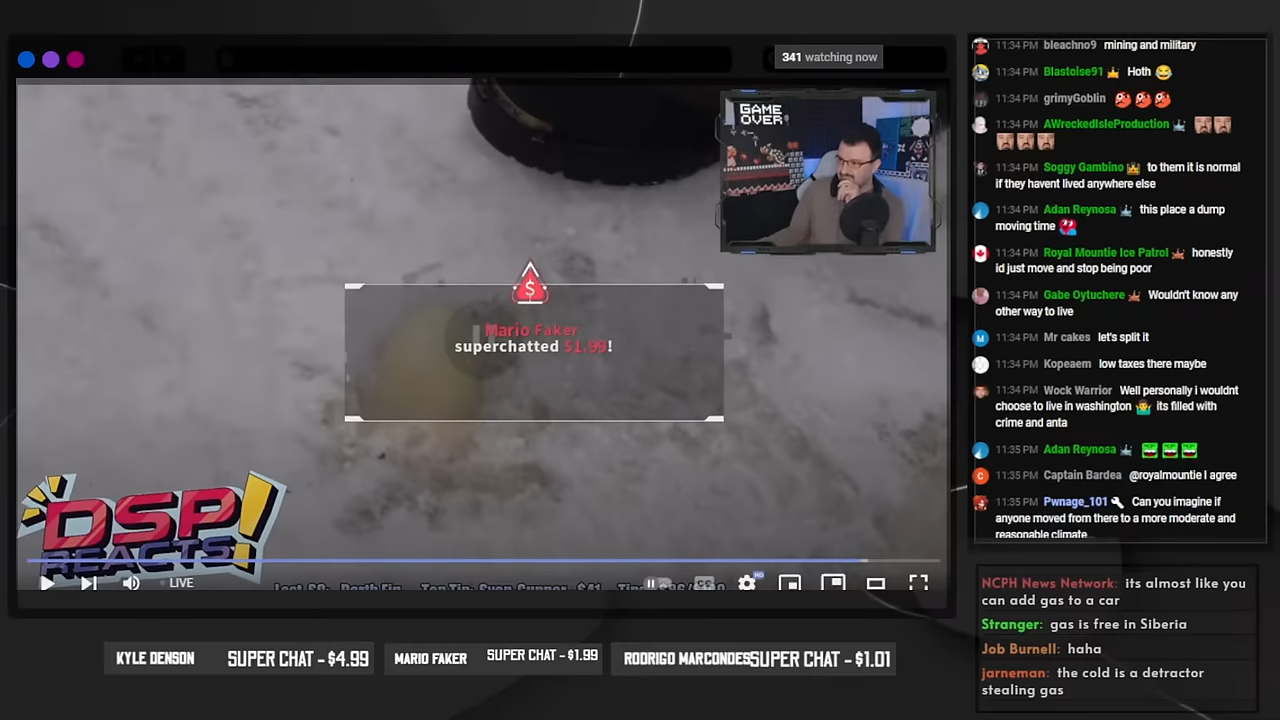 341 watching now
GAME
OVER
Mario Faker
superchatted $1.99!
DSP
REACTS!
LIVE
HD
KYLE DENSON SUPER CHAT - $4.99
MARIO FAKER SUPER CHAT - $1.99
RODRIGO MARCONDES SUPER CHAT - $1.01
11:34 PM bleachno9 mining and military
11:34 PM Blastoise91 Hoth 😂
11:34 PM grimyGoblin
11:34 PM AWreckedIsleProduction
11:34 PM Soggy Gambino to them it is normal
if they havent lived anywhere else
11:34 PM Adan Reynosa this place a dump
moving time
11:34 PM Royal Mountie Ice Patrol honestly
id just move and stop being poor
11:34 PM Gabe Oytuchere Wouldn't know any
other way to live
M 11:34 PM Mr cakes let's split it
11:34 PM Kopeaem low taxes there maybe
11:34 PM Wock Warrior Well personally i wouldnt
choose to live in washington 🤷‍♂️ its filled with
crime and anta
11:35 PM Adan Reynosa
C 11:35 PM Captain Bardea @royalmountie I agree
11:35 PM Pwnage_101 🔧 Can you imagine if
anyone moved from there to a more moderate and
reasonable climate
NCPH News Network: its almost like you
can add gas to a car
Stranger: gas is free in Siberia
Job Burnell: haha
jarneman: the cold is a detractor
stealing gas